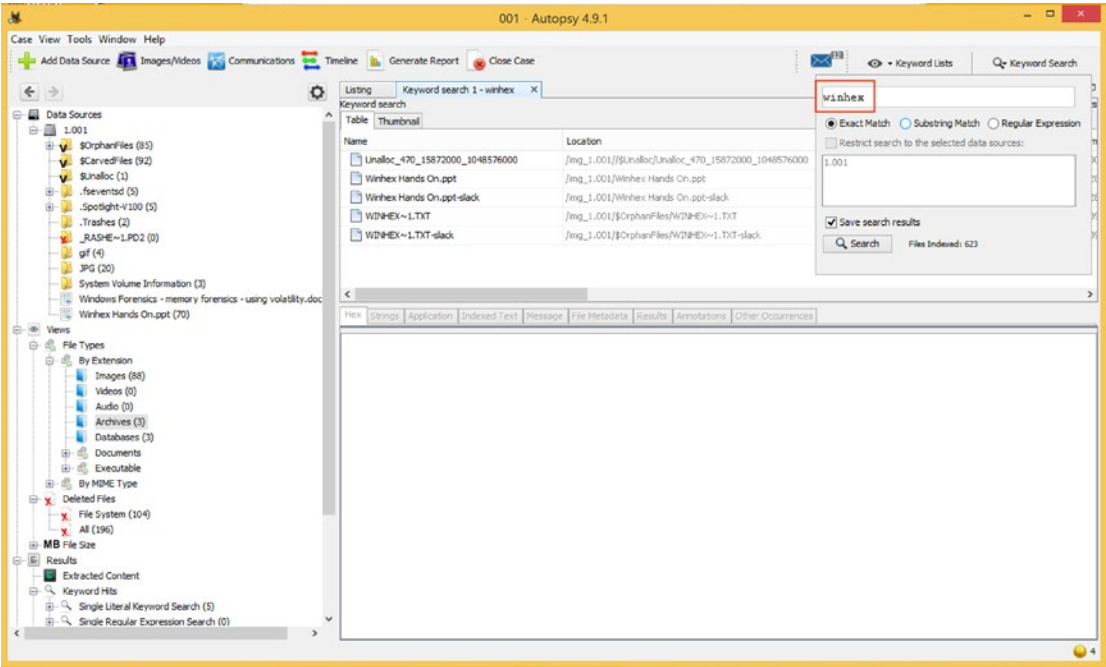 001 - Autopsy 4.9.1
Case View Tools Window Help
Add Data Source Images/Videos Communications Timeline Generate Report Close Case Keyword Lists Keyword Search
Listing Keyword search 1 - winhex x
Keyword search
Table Thumbnail
Name Location
Unalloc_470_15872000_1048576000 /img_1.001//$Unalloc/Unalloc_470_15872000_1048576000
Winhex Hands On.ppt /img_1.001/Winhex Hands On.ppt
Winhex Hands On.ppt-slack /img_1.001/Winhex Hands On.ppt-slack
WINHEX~1.TXT /img_1.001/$OrphanFiles/WINHEX~1.TXT
WINHEX~1.TXT-slack /img_1.001/$OrphanFiles/WINHEX~1.TXT-slack
winhex
Exact Match Substring Match Regular Expression
Restrict search to the selected data sources:
1.001
Save search results
Search Files Indexed: 623
Data Sources
1.001
$OrphanFiles (85)
$CarvedFiles (92)
$Unalloc (1)
.fseventsd (5)
.Spotlight-V100 (5)
.Trashes (2)
_RASHE~1.PD2 (0)
gif (4)
JPG (20)
System Volume Information (3)
Windows Forensics - memory forensics - using volatility.doc
Winhex Hands On.ppt (70)
Views
File Types
By Extension
Images (88)
Videos (0)
Audio (0)
Archives (3)
Databases (3)
Documents
Executable
By MIME Type
Deleted Files
File System (104)
All (196)
MB File Size
Results
Extracted Content
Keyword Hits
Single Literal Keyword Search (5)
Single Regular Expression Search (0)
Hex Strings Application Indexed Text Message File Metadata Results Annotations Other Occurrences
4